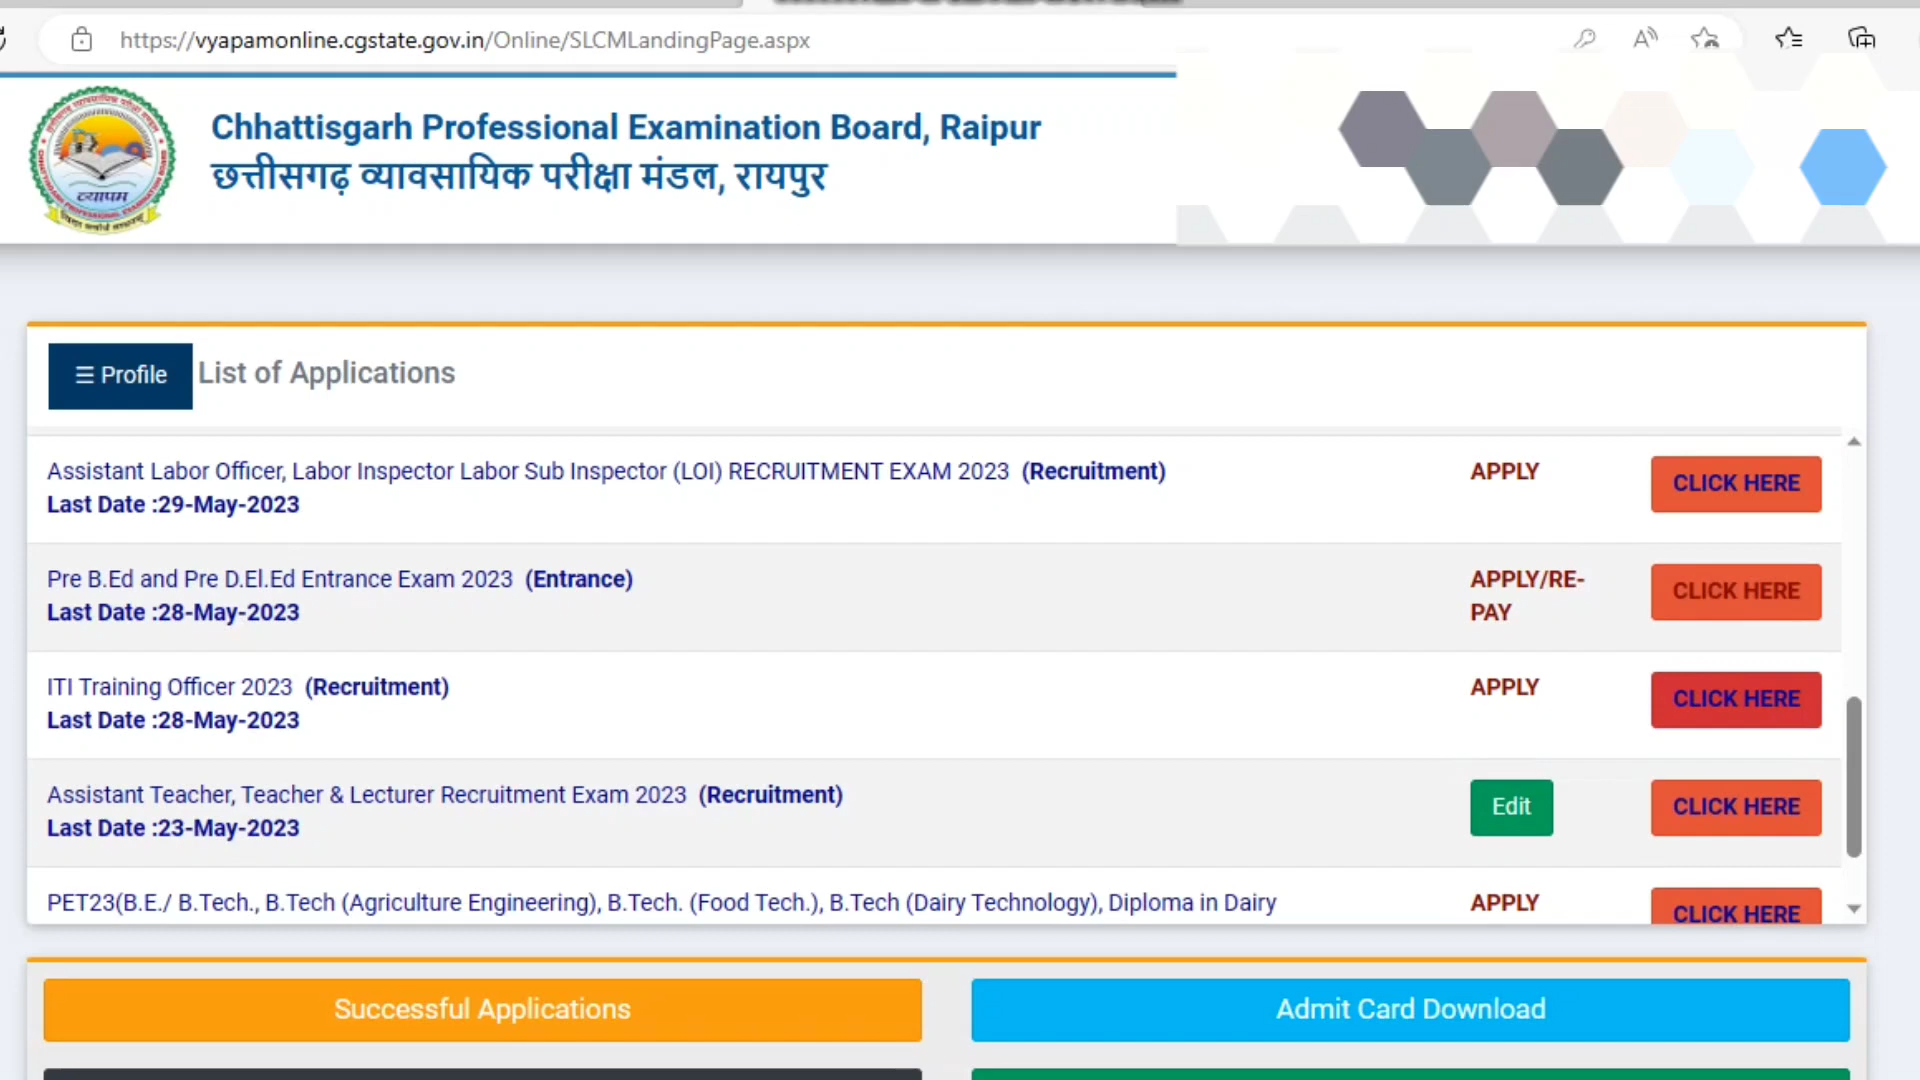 https://vyapamonline.cgstate.gov.in/Online/SLCMLandingPage.aspx
Chhattisgarh Professional Examination Board, Raipur
छत्तीसगढ़ व्यावसायिक परीक्षा मंडल, रायपुर
व्यापम
☰ Profile List of Applications
Assistant Labor Officer, Labor Inspector Labor Sub Inspector (LOI) RECRUITMENT EXAM 2023 (Recruitment) APPLY CLICK HERE
Last Date :29-May-2023
Pre B.Ed and Pre D.El.Ed Entrance Exam 2023 (Entrance) APPLY/RE-PAY CLICK HERE
Last Date :28-May-2023
ITI Training Officer 2023 (Recruitment) APPLY CLICK HERE
Last Date :28-May-2023
Assistant Teacher, Teacher & Lecturer Recruitment Exam 2023 (Recruitment) Edit CLICK HERE
Last Date :23-May-2023
PET23(B.E./ B.Tech., B.Tech (Agriculture Engineering), B.Tech. (Food Tech.), B.Tech (Dairy Technology), Diploma in Dairy APPLY CLICK HERE
Successful Applications Admit Card Download